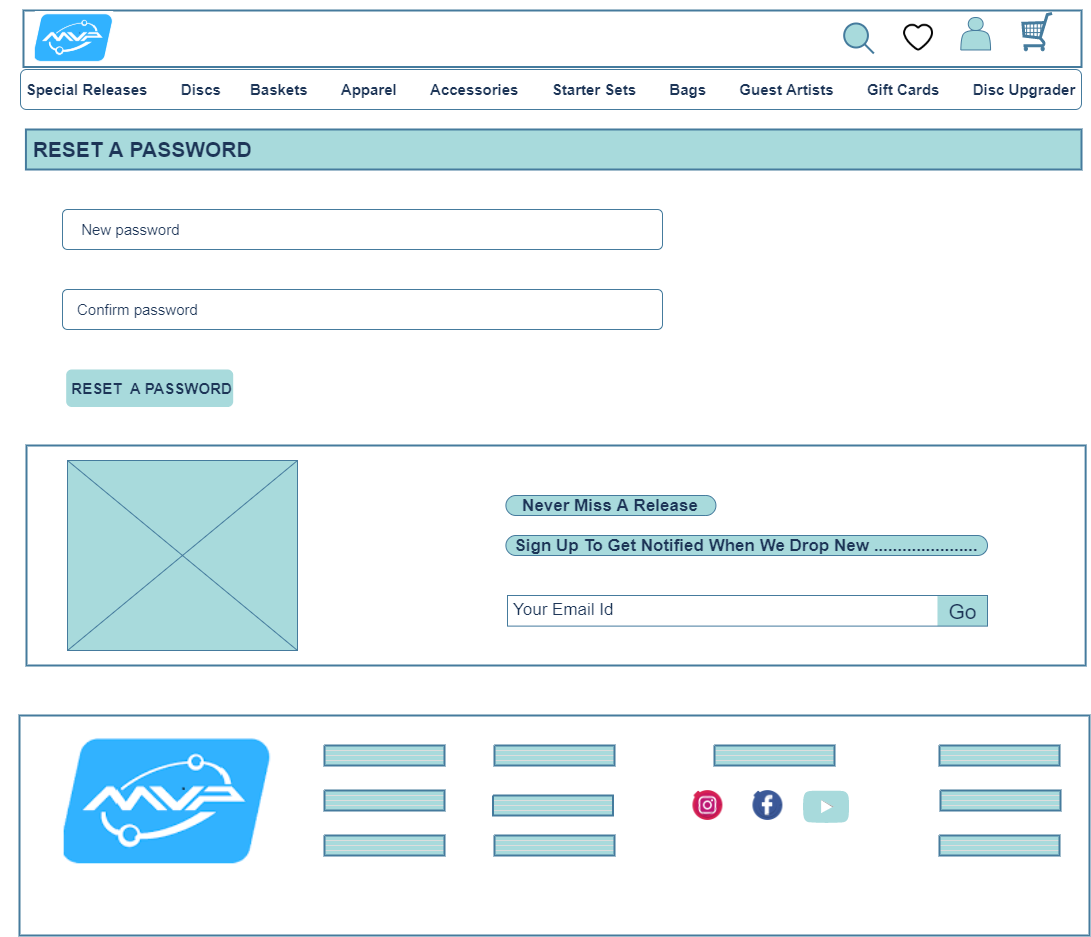 MVP
Special Releases Discs Baskets Apparel Accessories Starter Sets Bags Guest Artists Gift Cards Disc Upgrader
RESET A PASSWORD
New password
Confirm password
RESET A PASSWORD
Never Miss A Release
Sign Up To Get Notified When We Drop New ......................
Your Email Id
Go
MVP